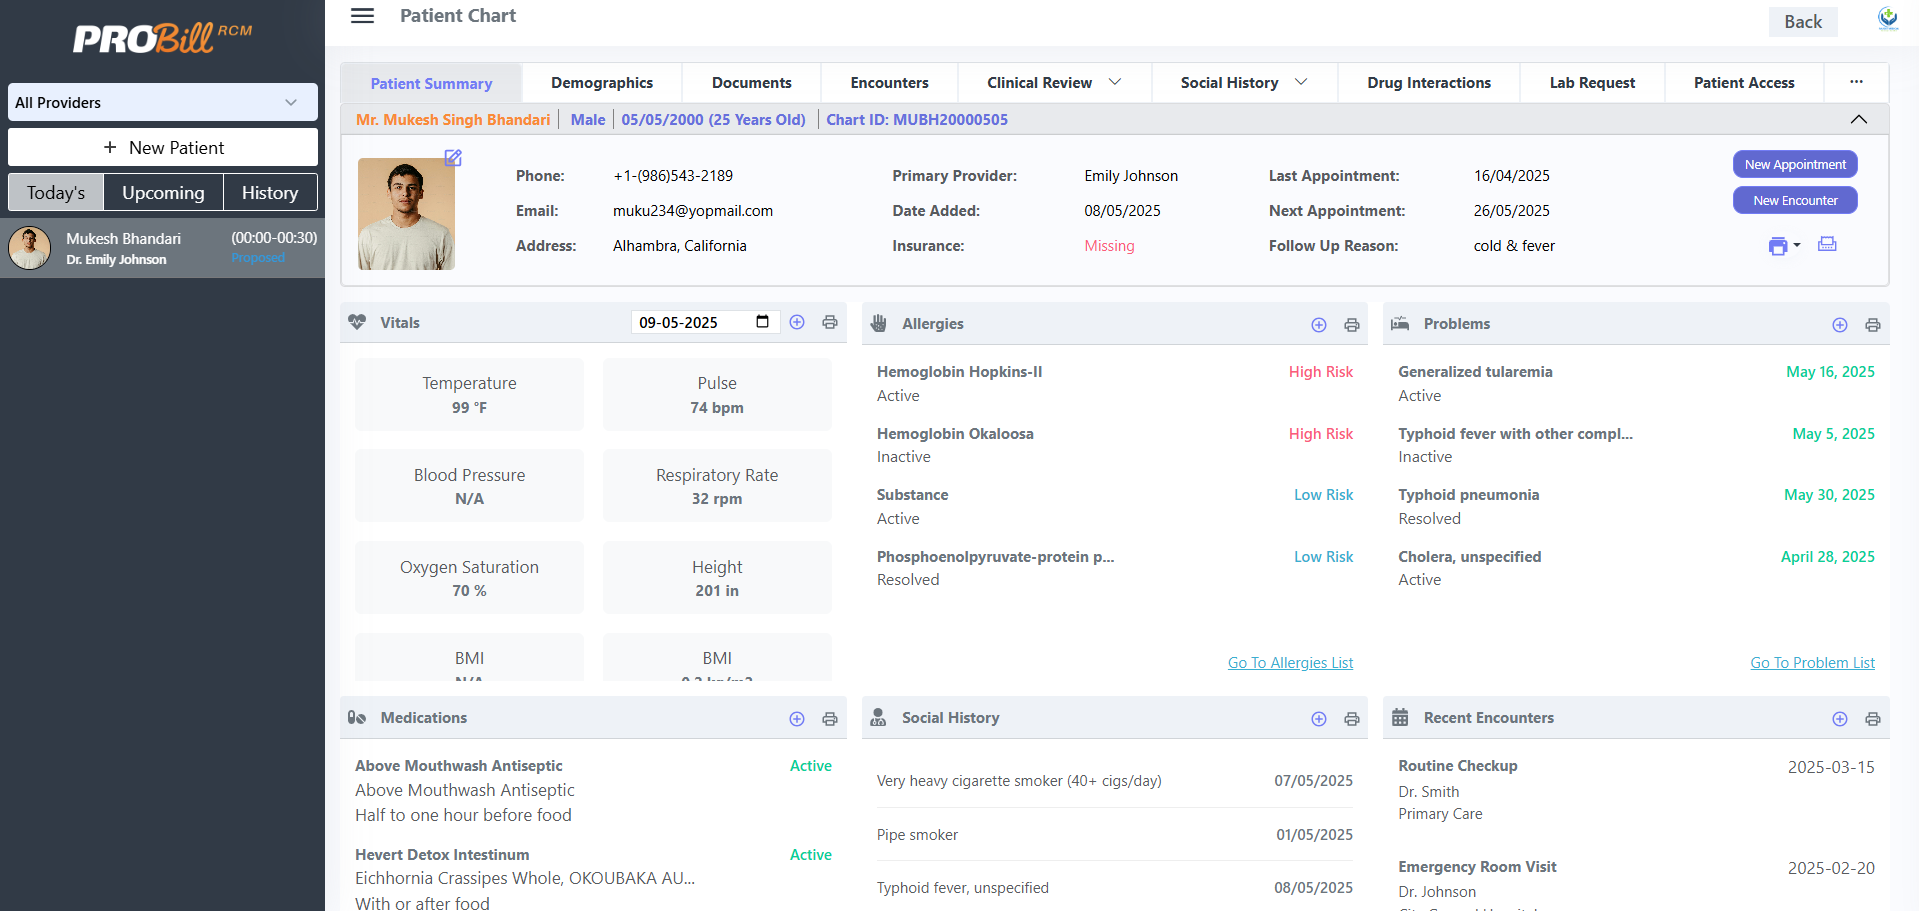 PROBill RCM
All Providers
+ New Patient
Today's Upcoming History
Mukesh Bhandari (00:00-00:30)
Dr. Emily Johnson Proposed
Patient Chart
Back
Patient Summary Demographics Documents Encounters Clinical Review Social History Drug Interactions Lab Request Patient Access ...
Mr. Mukesh Singh Bhandari Male 05/05/2000 (25 Years Old) Chart ID: MUBH20000505
Phone: +1-(986)543-2189
Email: muku234@yopmail.com
Address: Alhambra, California
Primary Provider: Emily Johnson
Date Added: 08/05/2025
Insurance: Missing
Last Appointment: 16/04/2025
Next Appointment: 26/05/2025
Follow Up Reason: cold & fever
New Appointment
New Encounter
Vitals 09-05-2025
Temperature
99 °F
Pulse
74 bpm
Blood Pressure
N/A
Respiratory Rate
32 rpm
Oxygen Saturation
70 %
Height
201 in
BMI
N/A
BMI
Allergies
Hemoglobin Hopkins-II High Risk
Active
Hemoglobin Okaloosa High Risk
Inactive
Substance Low Risk
Active
Phosphoenolpyruvate-protein p... Low Risk
Resolved
Go To Allergies List
Problems
Generalized tularemia May 16, 2025
Active
Typhoid fever with other compl... May 5, 2025
Inactive
Typhoid pneumonia May 30, 2025
Resolved
Cholera, unspecified April 28, 2025
Active
Go To Problem List
Medications
Above Mouthwash Antiseptic Active
Above Mouthwash Antiseptic
Half to one hour before food
Hevert Detox Intestinum Active
Eichhornia Crassipes Whole, OKOUBAKA AU...
With or after food
Social History
Very heavy cigarette smoker (40+ cigs/day) 07/05/2025
Pipe smoker 01/05/2025
Typhoid fever, unspecified 08/05/2025
Recent Encounters
Routine Checkup 2025-03-15
Dr. Smith
Primary Care
Emergency Room Visit 2025-02-20
Dr. Johnson